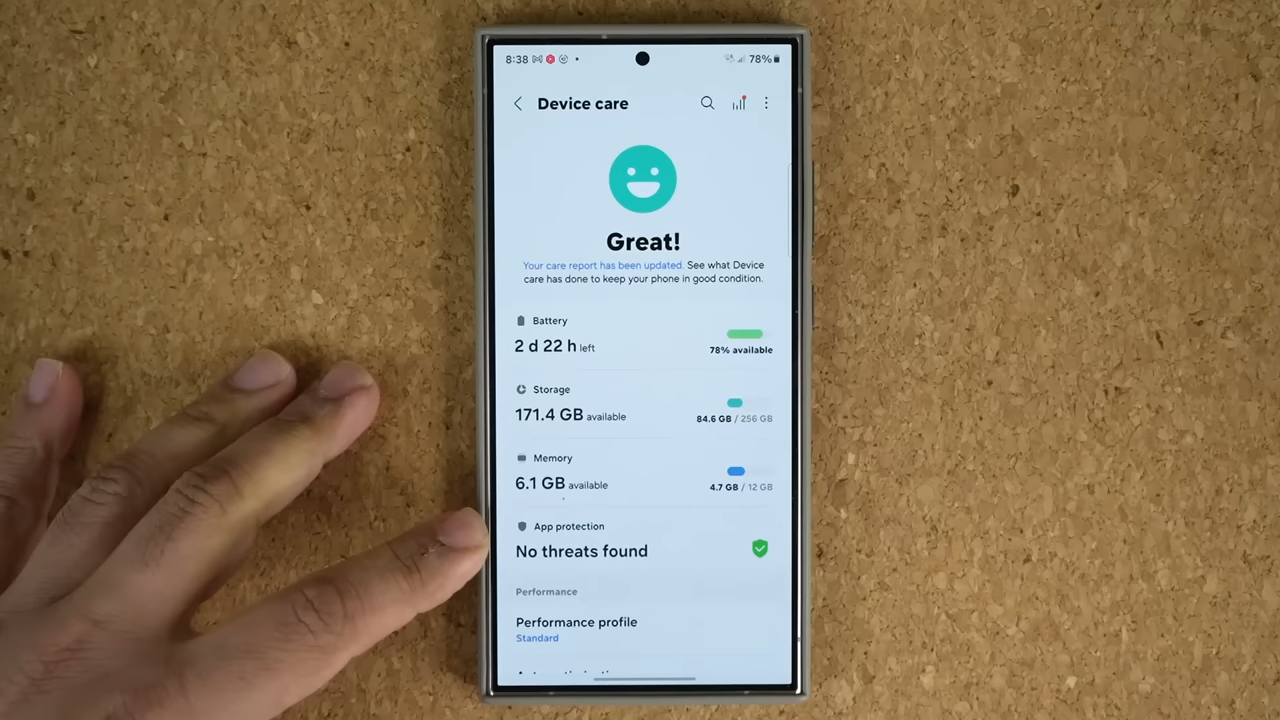 8:38
78%
Device care
Great!
Your care report has been updated. See what Device
care has done to keep your phone in good condition.
Battery
2 d 22 h left
78% available
Storage
171.4 GB available
84.6 GB / 256 GB
Memory
6.1 GB available
4.7 GB / 12 GB
App protection
No threats found
Performance
Performance profile
Standard